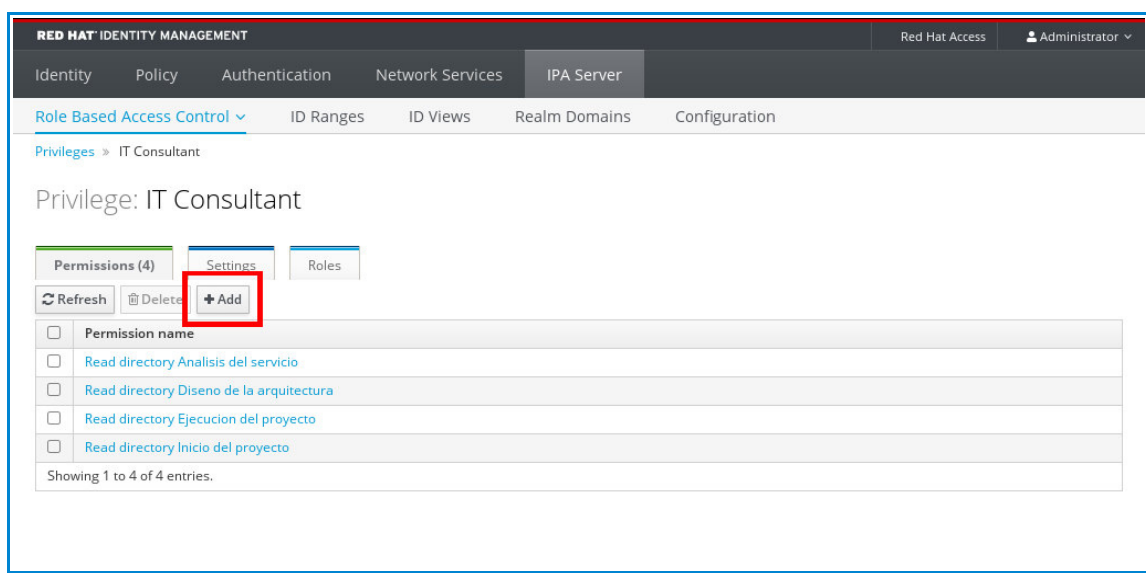 RED HAT® IDENTITY MANAGEMENT Red Hat Access Administrator
Identity Policy Authentication Network Services IPA Server
Role Based Access Control ID Ranges ID Views Realm Domains Configuration
Privileges » IT Consultant
Privilege: IT Consultant
Permissions (4) Settings Roles
Refresh Delete + Add
Permission name
Read directory Analisis del servicio
Read directory Diseno de la arquitectura
Read directory Ejecucion del proyecto
Read directory Inicio del proyecto
Showing 1 to 4 of 4 entries.